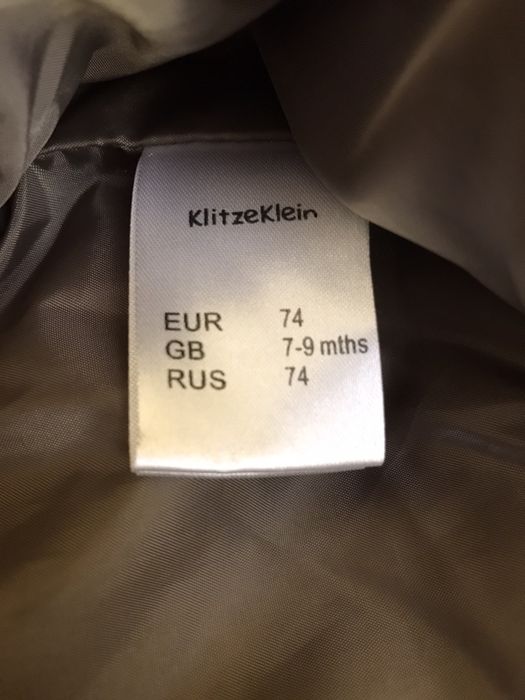 KlitzeKlein
EUR 74
GB 7-9 mths
RUS 74